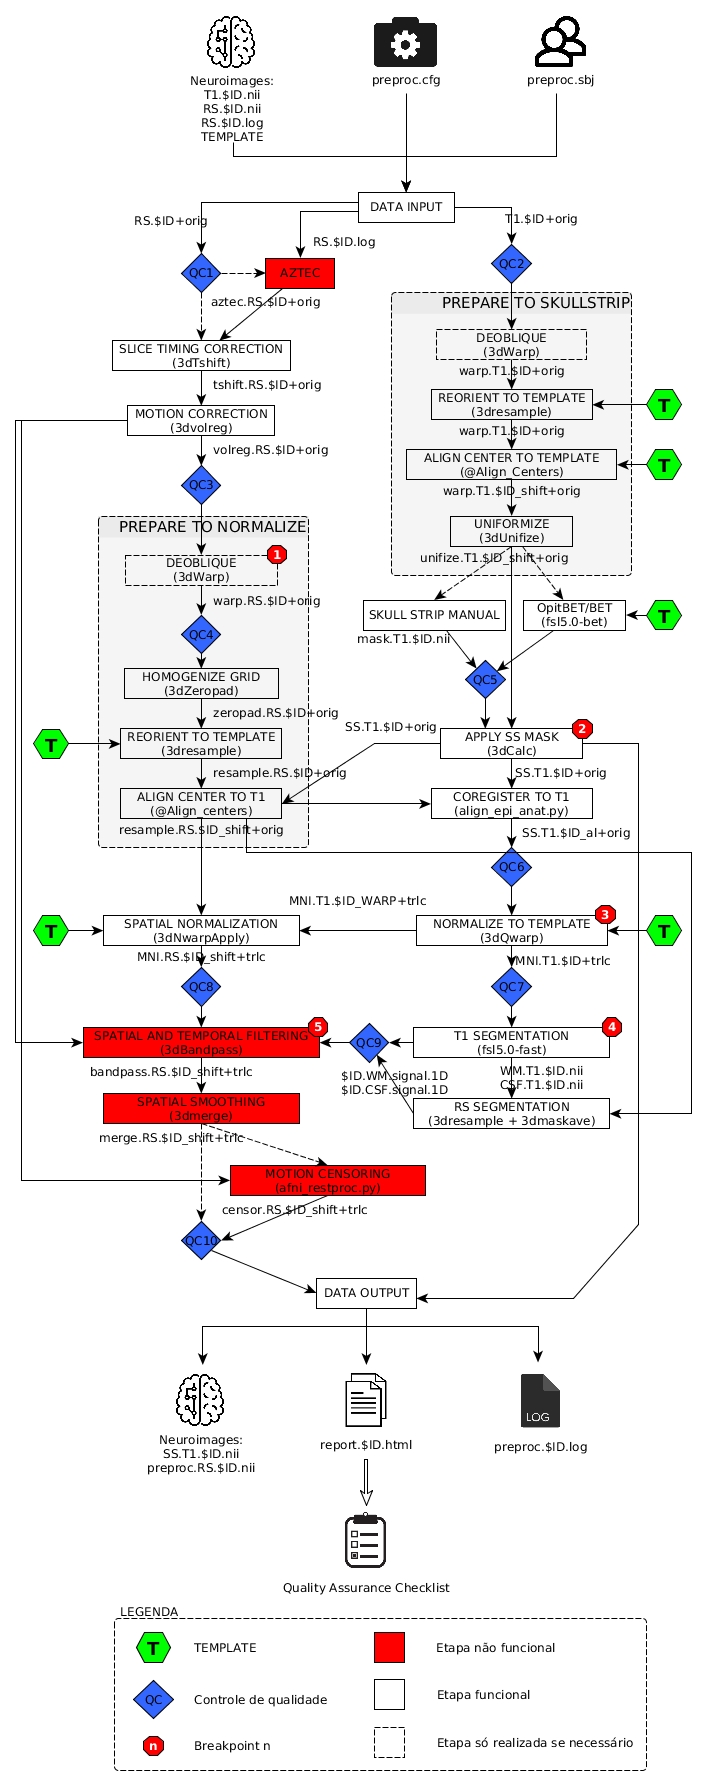 Neuroimages:
T1.$ID.nii
RS.$ID.nii
RS.$ID.log
TEMPLATE
preproc.cfg
preproc.sbj
DATA INPUT
RS.$ID+orig
T1.$ID+orig
RS.$ID.log
QC1
AZTEC
QC2
aztec.RS.$ID+orig
PREPARE TO SKULLSTRIP
SLICE TIMING CORRECTION
(3dTshift)
DEOBLIQUE
(3dWarp)
warp.T1.$ID+orig
tshift.RS.$ID+orig
REORIENT TO TEMPLATE
(3dresample)
T
MOTION CORRECTION
(3dvolreg)
warp.T1.$ID+orig
volreg.RS.$ID+orig
ALIGN CENTER TO TEMPLATE
(@Align_Centers)
T
QC3
warp.T1.$ID_shift+orig
PREPARE TO NORMALIZE
UNIFORMIZE
(3dUnifize)
1
DEOBLIQUE
(3dWarp)
unifize.T1.$ID_shift+orig
warp.RS.$ID+orig
SKULL STRIP MANUAL
OpitBET/BET
(fsl5.0-bet)
T
QC4
mask.T1.$ID.nii
HOMOGENIZE GRID
(3dZeropad)
QC5
zeropad.RS.$ID+orig
SS.T1.$ID+orig
2
REORIENT TO TEMPLATE
(3dresample)
T
APPLY SS MASK
(3dCalc)
resample.RS.$ID+orig
SS.T1.$ID+orig
ALIGN CENTER TO T1
(@Align_centers)
COREGISTER TO T1
(align_epi_anat.py)
resample.RS.$ID_shift+orig
SS.T1.$ID_al+orig
QC6
MNI.T1.$ID_WARP+trlc
3
T
SPATIAL NORMALIZATION
(3dNwarpApply)
NORMALIZE TO TEMPLATE
(3dQwarp)
T
MNI.RS.$ID_shift+trlc
MNI.T1.$ID+trlc
QC8
QC7
5
4
SPATIAL AND TEMPORAL FILTERING
(3dBandpass)
QC9
T1 SEGMENTATION
(fsl5.0-fast)
bandpass.RS.$ID_shift+trlc
$ID.WM.signal.1D
$ID.CSF.signal.1D
WM.T1.$ID.nii
CSF.T1.$ID.nii
SPATIAL SMOOTHING
(3dmerge)
RS SEGMENTATION
(3dresample + 3dmaskave)
merge.RS.$ID_shift+trlc
MOTION CENSORING
(afni_restproc.py)
censor.RS.$ID_shift+trlc
QC10
DATA OUTPUT
LOG
Neuroimages:
SS.T1.$ID.nii
preproc.RS.$ID.nii
report.$ID.html
preproc.$ID.log
Quality Assurance Checklist
LEGENDA
T
TEMPLATE
Etapa não funcional
QC
Controle de qualidade
Etapa funcional
n
Breakpoint n
Etapa só realizada se necessário